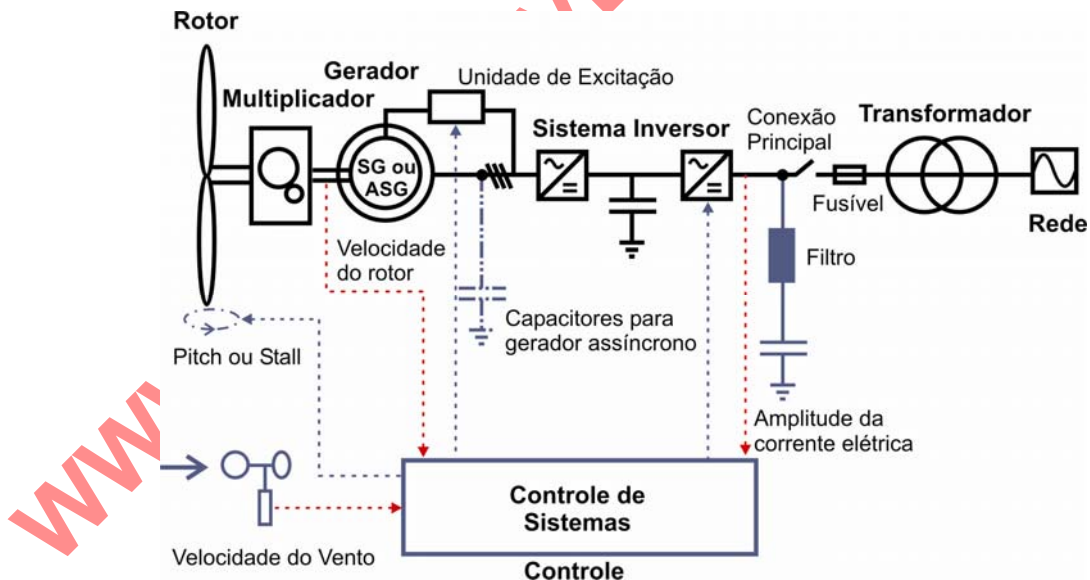 Rotor
Gerador
Unidade de Excitação
Multiplicador
Sistema Inversor
Conexão
Principal
Transformador
SG ou
ASG
Fusível
Rede
Velocidade
do rotor
Filtro
Capacitores para
gerador assíncrono
Pitch ou Stall
Amplitude da
corrente elétrica
Controle de
Sistemas
Velocidade do Vento
Controle
www